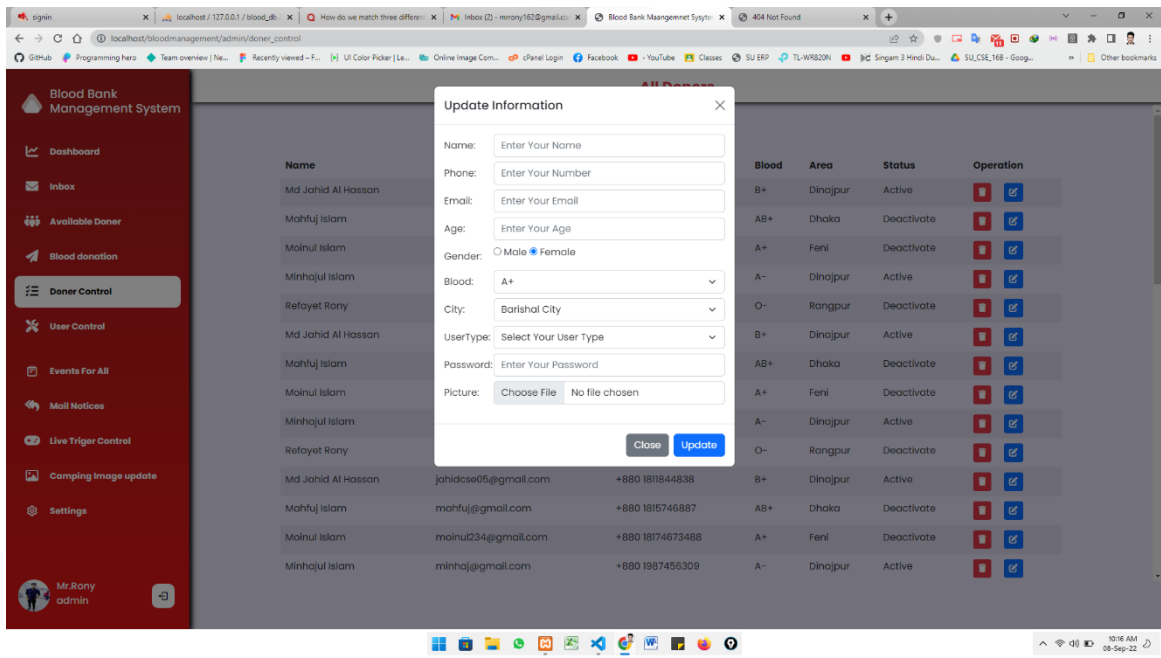 signin
localhost / 127.0.0.1 / blood_db
How do we match three different
Inbox (2) - mrrony162@gmail.co
Blood Bank Maangemnet Sysyte
404 Not Found
localhost/bloodmanagement/admin/doner_control
GitHub
Programming hero
Team overview | Ne...
Recently viewed – F...
UI Color Picker | Le...
Online Image Com...
cPanel Login
Facebook
- YouTube
Classes
SU ERP
TL-WR820N
Singam 3 Hindi Du...
SU_CSE_168 - Goog...
Other bookmarks
Blood Bank
Management System
Dashboard
Inbox
Available Doner
Blood donation
Doner Control
User Control
Events For All
Mail Notices
Live Triger Control
Camping Image update
Settings
Mr.Rony
admin
All Donors
Update Information
Name: Enter Your Name
Phone: Enter Your Number
Email: Enter Your Email
Age: Enter Your Age
Gender: Male Female
Blood: A+
City: Barishal City
UserType: Select Your User Type
Password: Enter Your Password
Picture: Choose File No file chosen
Close Update
Name Blood Area Status Operation
Md Jahid Al Hassan B+ Dinajpur Active
Mahfuj Islam AB+ Dhaka Deactivate
Moinul Islam A+ Feni Deactivate
Minhajul Islam A- Dinajpur Active
Refayet Rony O- Rangpur Deactivate
Md Jahid Al Hassan B+ Dinajpur Active
Mahfuj Islam AB+ Dhaka Deactivate
Moinul Islam A+ Feni Deactivate
Minhajul Islam A- Dinajpur Active
Refayet Rony O- Rangpur Deactivate
Md Jahid Al Hassan jahidcse05@gmail.com +880 1811844838 B+ Dinajpur Active
Mahfuj Islam mahfuj@gmail.com +880 1815746887 AB+ Dhaka Deactivate
Moinul Islam moinul234@gmail.com +880 18174673488 A+ Feni Deactivate
Minhajul Islam minhaj@gmail.com +880 1987456309 A- Dinajpur Active
10:16 AM
08-Sep-22